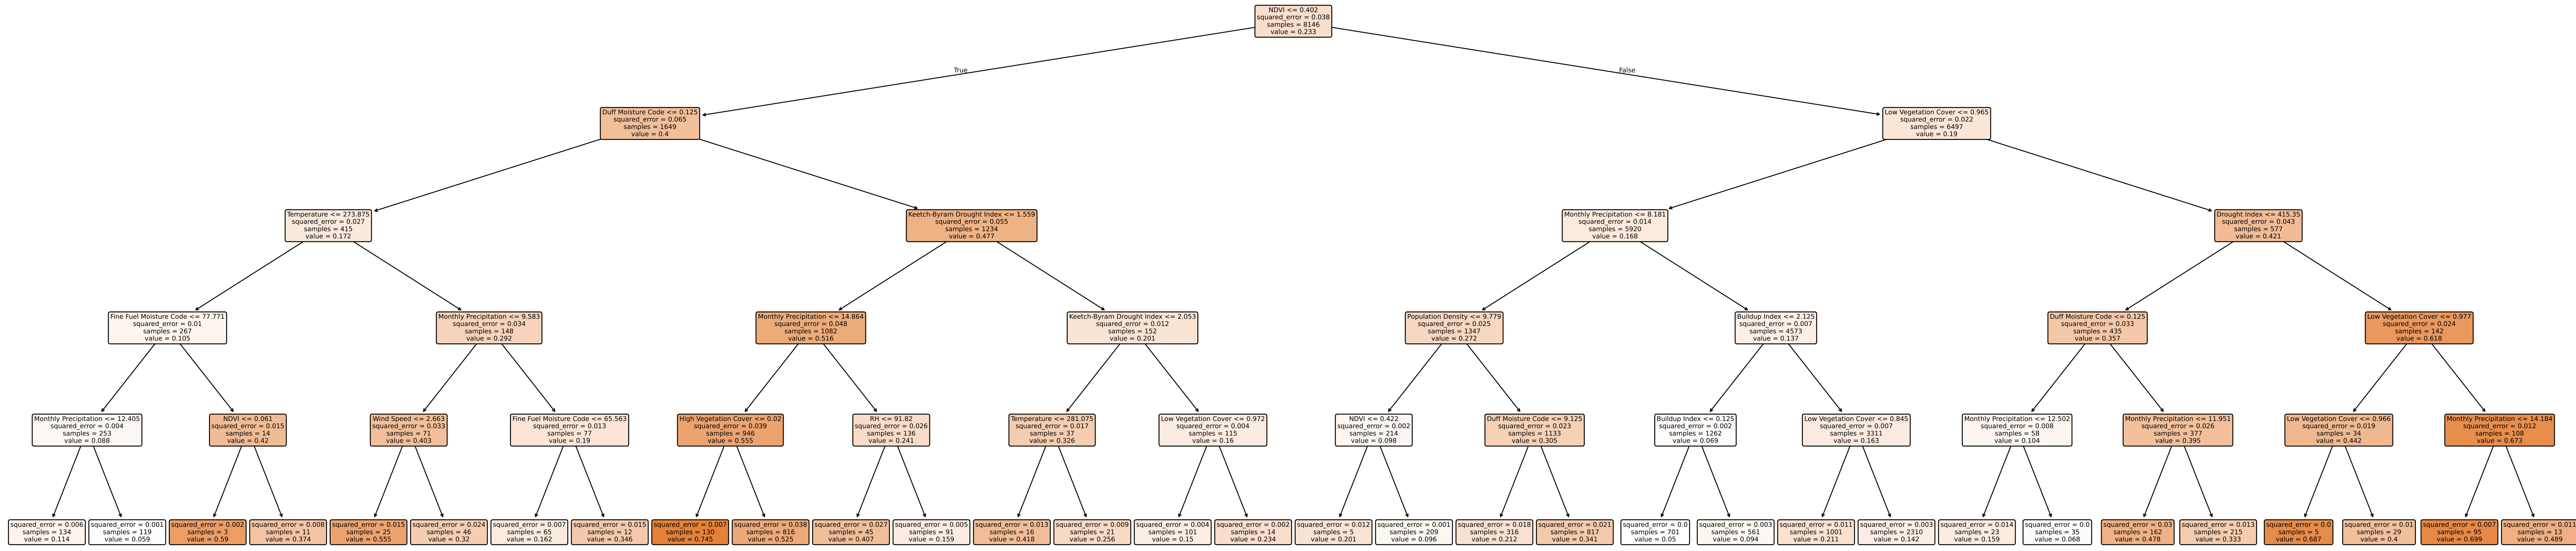 NDVI <= 0.402
squared_error = 0.038
samples = 8146
value = 0.233
True
False
Duff Moisture Code <= 0.125
squared_error = 0.065
samples = 1649
value = 0.4
Low Vegetation Cover <= 0.965
squared_error = 0.022
samples = 6497
value = 0.19
Temperature <= 273.875
squared_error = 0.027
samples = 415
value = 0.172
Keetch-Byram Drought Index <= 1.559
squared_error = 0.055
samples = 1234
value = 0.477
Monthly Precipitation <= 8.181
squared_error = 0.014
samples = 5920
value = 0.168
Drought Index <= 415.35
squared_error = 0.043
samples = 577
value = 0.421
Fine Fuel Moisture Code <= 77.771
squared_error = 0.01
samples = 267
value = 0.105
Monthly Precipitation <= 9.583
squared_error = 0.034
samples = 148
value = 0.292
Monthly Precipitation <= 14.864
squared_error = 0.048
samples = 1082
value = 0.516
Keetch-Byram Drought Index <= 2.053
squared_error = 0.012
samples = 152
value = 0.201
Population Density <= 9.779
squared_error = 0.025
samples = 1347
value = 0.272
Buildup Index <= 2.125
squared_error = 0.007
samples = 4573
value = 0.137
Duff Moisture Code <= 0.125
squared_error = 0.033
samples = 435
value = 0.357
Low Vegetation Cover <= 0.977
squared_error = 0.024
samples = 142
value = 0.618
Monthly Precipitation <= 12.405
squared_error = 0.004
samples = 253
value = 0.088
NDVI <= 0.061
squared_error = 0.015
samples = 14
value = 0.42
Wind Speed <= 2.663
squared_error = 0.033
samples = 71
value = 0.403
Fine Fuel Moisture Code <= 65.563
squared_error = 0.013
samples = 77
value = 0.19
High Vegetation Cover <= 0.02
squared_error = 0.039
samples = 946
value = 0.555
RH <= 91.82
squared_error = 0.026
samples = 136
value = 0.241
Temperature <= 281.075
squared_error = 0.017
samples = 37
value = 0.326
Low Vegetation Cover <= 0.972
squared_error = 0.004
samples = 115
value = 0.16
NDVI <= 0.422
squared_error = 0.002
samples = 214
value = 0.098
Duff Moisture Code <= 9.125
squared_error = 0.023
samples = 1133
value = 0.305
Buildup Index <= 0.125
squared_error = 0.002
samples = 1262
value = 0.069
Low Vegetation Cover <= 0.845
squared_error = 0.007
samples = 3311
value = 0.163
Monthly Precipitation <= 12.502
squared_error = 0.008
samples = 58
value = 0.104
Monthly Precipitation <= 11.951
squared_error = 0.026
samples = 377
value = 0.395
Low Vegetation Cover <= 0.966
squared_error = 0.019
samples = 34
value = 0.442
Monthly Precipitation <= 14.184
squared_error = 0.012
samples = 108
value = 0.673
squared_error = 0.006
samples = 134
value = 0.114
squared_error = 0.001
samples = 119
value = 0.059
squared_error = 0.002
samples = 3
value = 0.59
squared_error = 0.008
samples = 11
value = 0.374
squared_error = 0.015
samples = 25
value = 0.555
squared_error = 0.024
samples = 46
value = 0.32
squared_error = 0.007
samples = 65
value = 0.162
squared_error = 0.015
samples = 12
value = 0.346
squared_error = 0.007
samples = 130
value = 0.745
squared_error = 0.038
samples = 816
value = 0.525
squared_error = 0.027
samples = 45
value = 0.407
squared_error = 0.005
samples = 91
value = 0.159
squared_error = 0.013
samples = 16
value = 0.418
squared_error = 0.009
samples = 21
value = 0.256
squared_error = 0.004
samples = 101
value = 0.15
squared_error = 0.002
samples = 14
value = 0.234
squared_error = 0.012
samples = 5
value = 0.201
squared_error = 0.001
samples = 209
value = 0.096
squared_error = 0.018
samples = 316
value = 0.212
squared_error = 0.021
samples = 817
value = 0.341
squared_error = 0.0
samples = 701
value = 0.05
squared_error = 0.003
samples = 561
value = 0.094
squared_error = 0.011
samples = 1001
value = 0.211
squared_error = 0.003
samples = 2310
value = 0.142
squared_error = 0.014
samples = 23
value = 0.159
squared_error = 0.0
samples = 35
value = 0.068
squared_error = 0.03
samples = 162
value = 0.478
squared_error = 0.013
samples = 215
value = 0.333
squared_error = 0.0
samples = 5
value = 0.687
squared_error = 0.01
samples = 29
value = 0.4
squared_error = 0.007
samples = 95
value = 0.699
squared_error = 0.011
samples = 13
value = 0.489